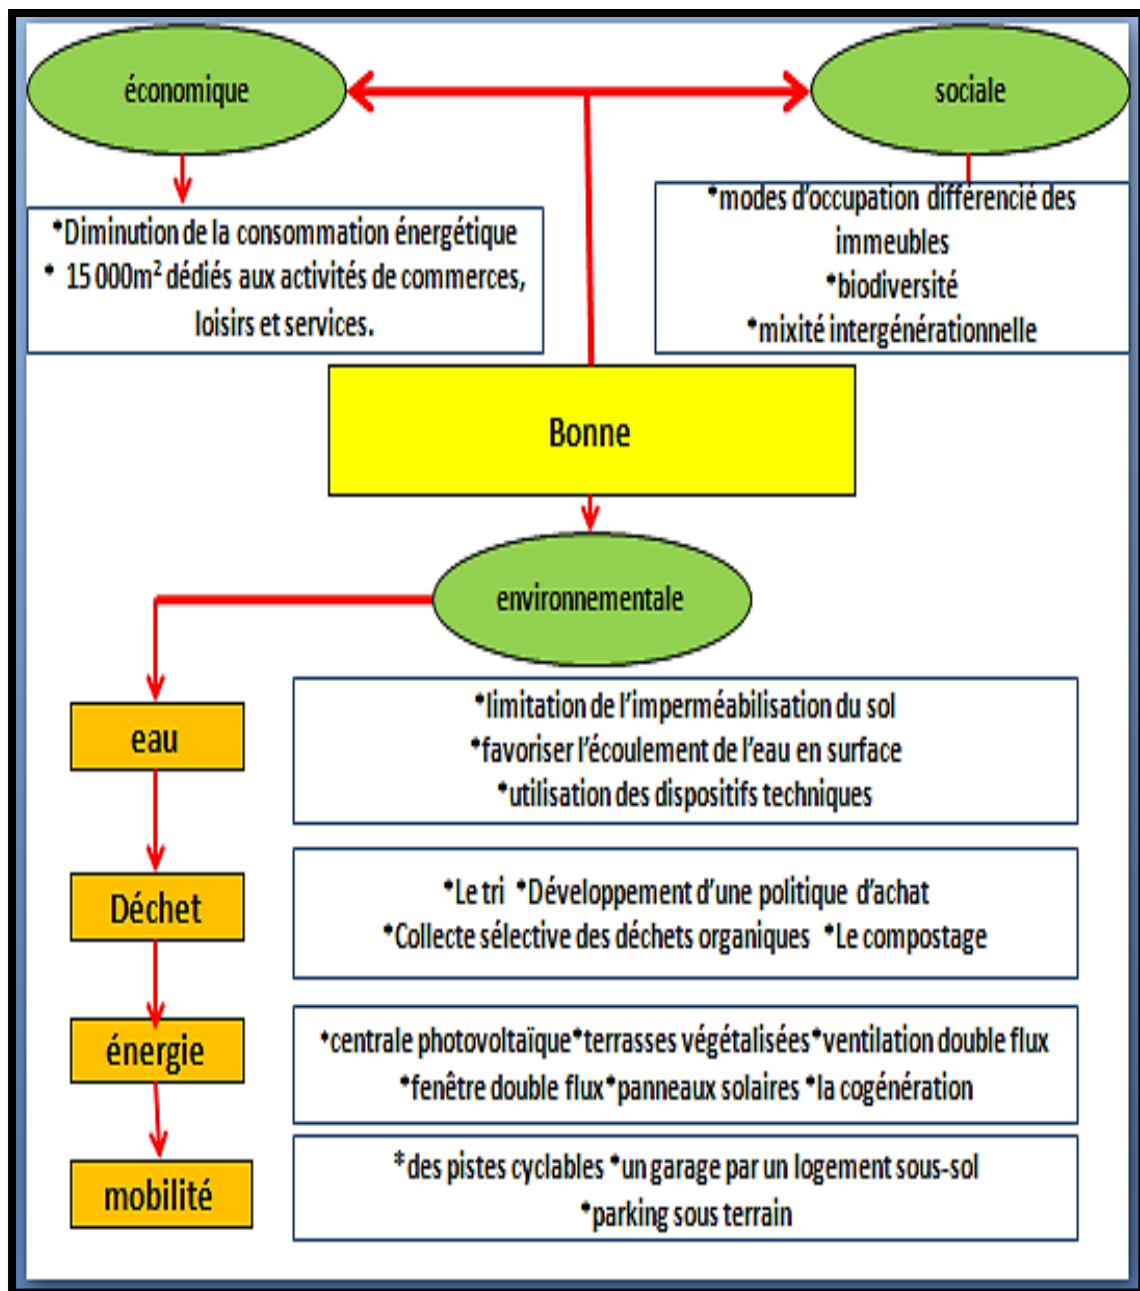 économique
sociale
*Diminution de la consommation énergétique
* 15 000m² dédiés aux activités de commerces,
loisirs et services.
*modes d'occupation différencié des
immeubles
*biodiversité
*mixité intergénérationnelle
Bonne
environnementale
eau
*limitation de l'imperméabilisation du sol
*favoriser l'écoulement de l'eau en surface
*utilisation des dispositifs techniques
Déchet
*Le tri *Développement d'une politique d'achat
*Collecte sélective des déchets organiques *Le compostage
énergie
*centrale photovoltaïque*terrasses végétalisées*ventilation double flux
*fenêtre double flux*panneaux solaires *la cogénération
mobilité
*des pistes cyclables *un garage par un logement sous-sol
*parking sous terrain